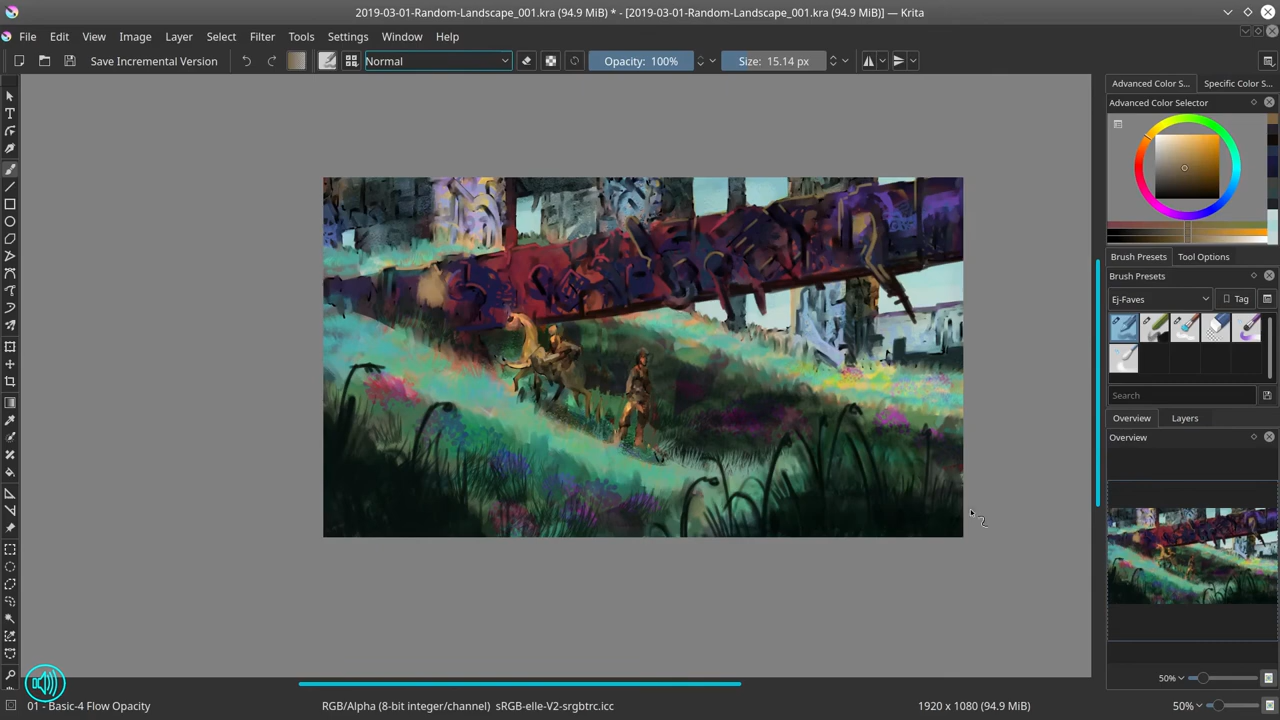 2019-03-01-Random-Landscape_001.kra (94.9 MiB) * - [2019-03-01-Random-Landscape_001.kra (94.9 MiB)] — Krita
File Edit View Image Layer Select Filter Tools Settings Window Help
Save Incremental Version Normal Opacity: 100% Size: 15.14 px
Advanced Color S... Specific Color S...
Advanced Color Selector
Brush Presets Tool Options
Brush Presets
Ej-Faves Tag
Search
Overview Layers
Overview
50%
01 - Basic-4 Flow Opacity RGB/Alpha (8-bit integer/channel) sRGB-elle-V2-srgbtrc.icc 1920 x 1080 (94.9 MiB) 50%